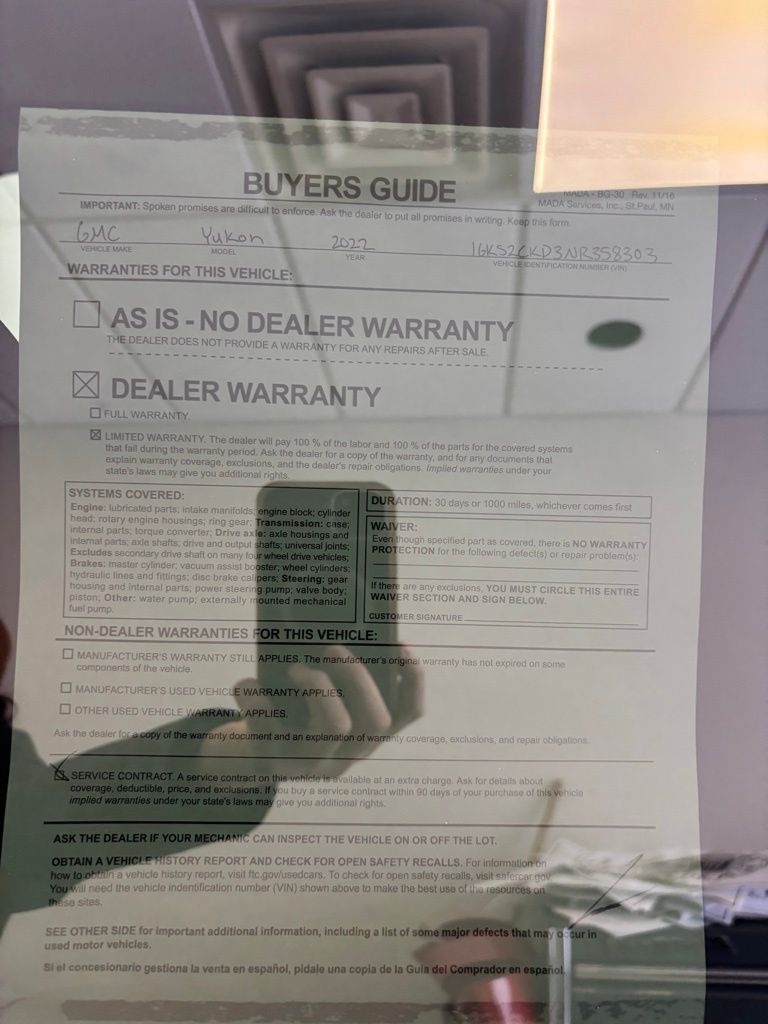 BUYERS GUIDE
MADA - BG-30 Rev. 11/16
MADA Services, Inc., St.Paul, MN
IMPORTANT: Spoken promises are difficult to enforce. Ask the dealer to put all promises in writing. Keep this form.
GMC Yukon 2022 1GKS2CKD3NR358303
VEHICLE MAKE MODEL YEAR VEHICLE IDENTIFICATION NUMBER (VIN)
WARRANTIES FOR THIS VEHICLE:
AS IS - NO DEALER WARRANTY
THE DEALER DOES NOT PROVIDE A WARRANTY FOR ANY REPAIRS AFTER SALE.
DEALER WARRANTY
FULL WARRANTY.
LIMITED WARRANTY. The dealer will pay 100 % of the labor and 100 % of the parts for the covered systems
that fail during the warranty period. Ask the dealer for a copy of the warranty, and for any documents that
explain warranty coverage, exclusions, and the dealer's repair obligations. Implied warranties under your
state's laws may give you additional rights.
SYSTEMS COVERED:
Engine: lubricated parts; intake manifolds; engine block; cylinder
head; rotary engine housings; ring gear; Transmission: case;
internal parts; torque converter; Drive axle: axle housings and
internal parts; axle shafts; drive and output shafts; universal joints;
Excludes secondary drive shaft on many four wheel drive vehicles;
Brakes: master cylinder; vacuum assist booster; wheel cylinders;
hydraulic lines and fittings; disc brake calipers; Steering: gear
housing and internal parts; power steering pump; valve body;
piston; Other: water pump; externally mounted mechanical
fuel pump.
DURATION: 30 days or 1000 miles, whichever comes first
WAIVER:
Even though specified part as covered, there is NO WARRANTY
PROTECTION for the following defect(s) or repair problem(s):
If there are any exclusions, YOU MUST CIRCLE THIS ENTIRE
WAIVER SECTION AND SIGN BELOW.
CUSTOMER SIGNATURE
NON-DEALER WARRANTIES FOR THIS VEHICLE:
MANUFACTURER'S WARRANTY STILL APPLIES. The manufacturer's original warranty has not expired on some
components of the vehicle.
MANUFACTURER'S USED VEHICLE WARRANTY APPLIES.
OTHER USED VEHICLE WARRANTY APPLIES.
Ask the dealer for a copy of the warranty document and an explanation of warranty coverage, exclusions, and repair obligations.
SERVICE CONTRACT. A service contract on this vehicle is available at an extra charge. Ask for details about
coverage, deductible, price, and exclusions. If you buy a service contract within 90 days of your purchase of this vehicle
implied warranties under your state's laws may give you additional rights.
ASK THE DEALER IF YOUR MECHANIC CAN INSPECT THE VEHICLE ON OR OFF THE LOT.
OBTAIN A VEHICLE HISTORY REPORT AND CHECK FOR OPEN SAFETY RECALLS. For information on
how to obtain a vehicle history report, visit ftc.gov/usedcars. To check for open safety recalls, visit safercar.gov
You will need the vehicle indentification number (VIN) shown above to make the best use of the resources on
these sites.
SEE OTHER SIDE for important additional information, including a list of some major defects that may occur in
used motor vehicles.
Si el concesionario gestiona la venta en español, pidale una copia de la Guia del Comprador en español.